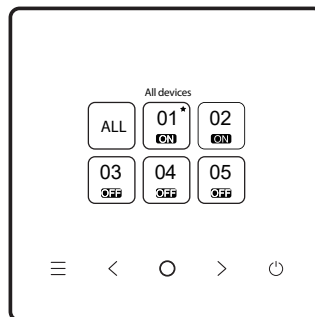 All devices
ALL 01 02
ON ON
03 04 05
OFF OFF OFF